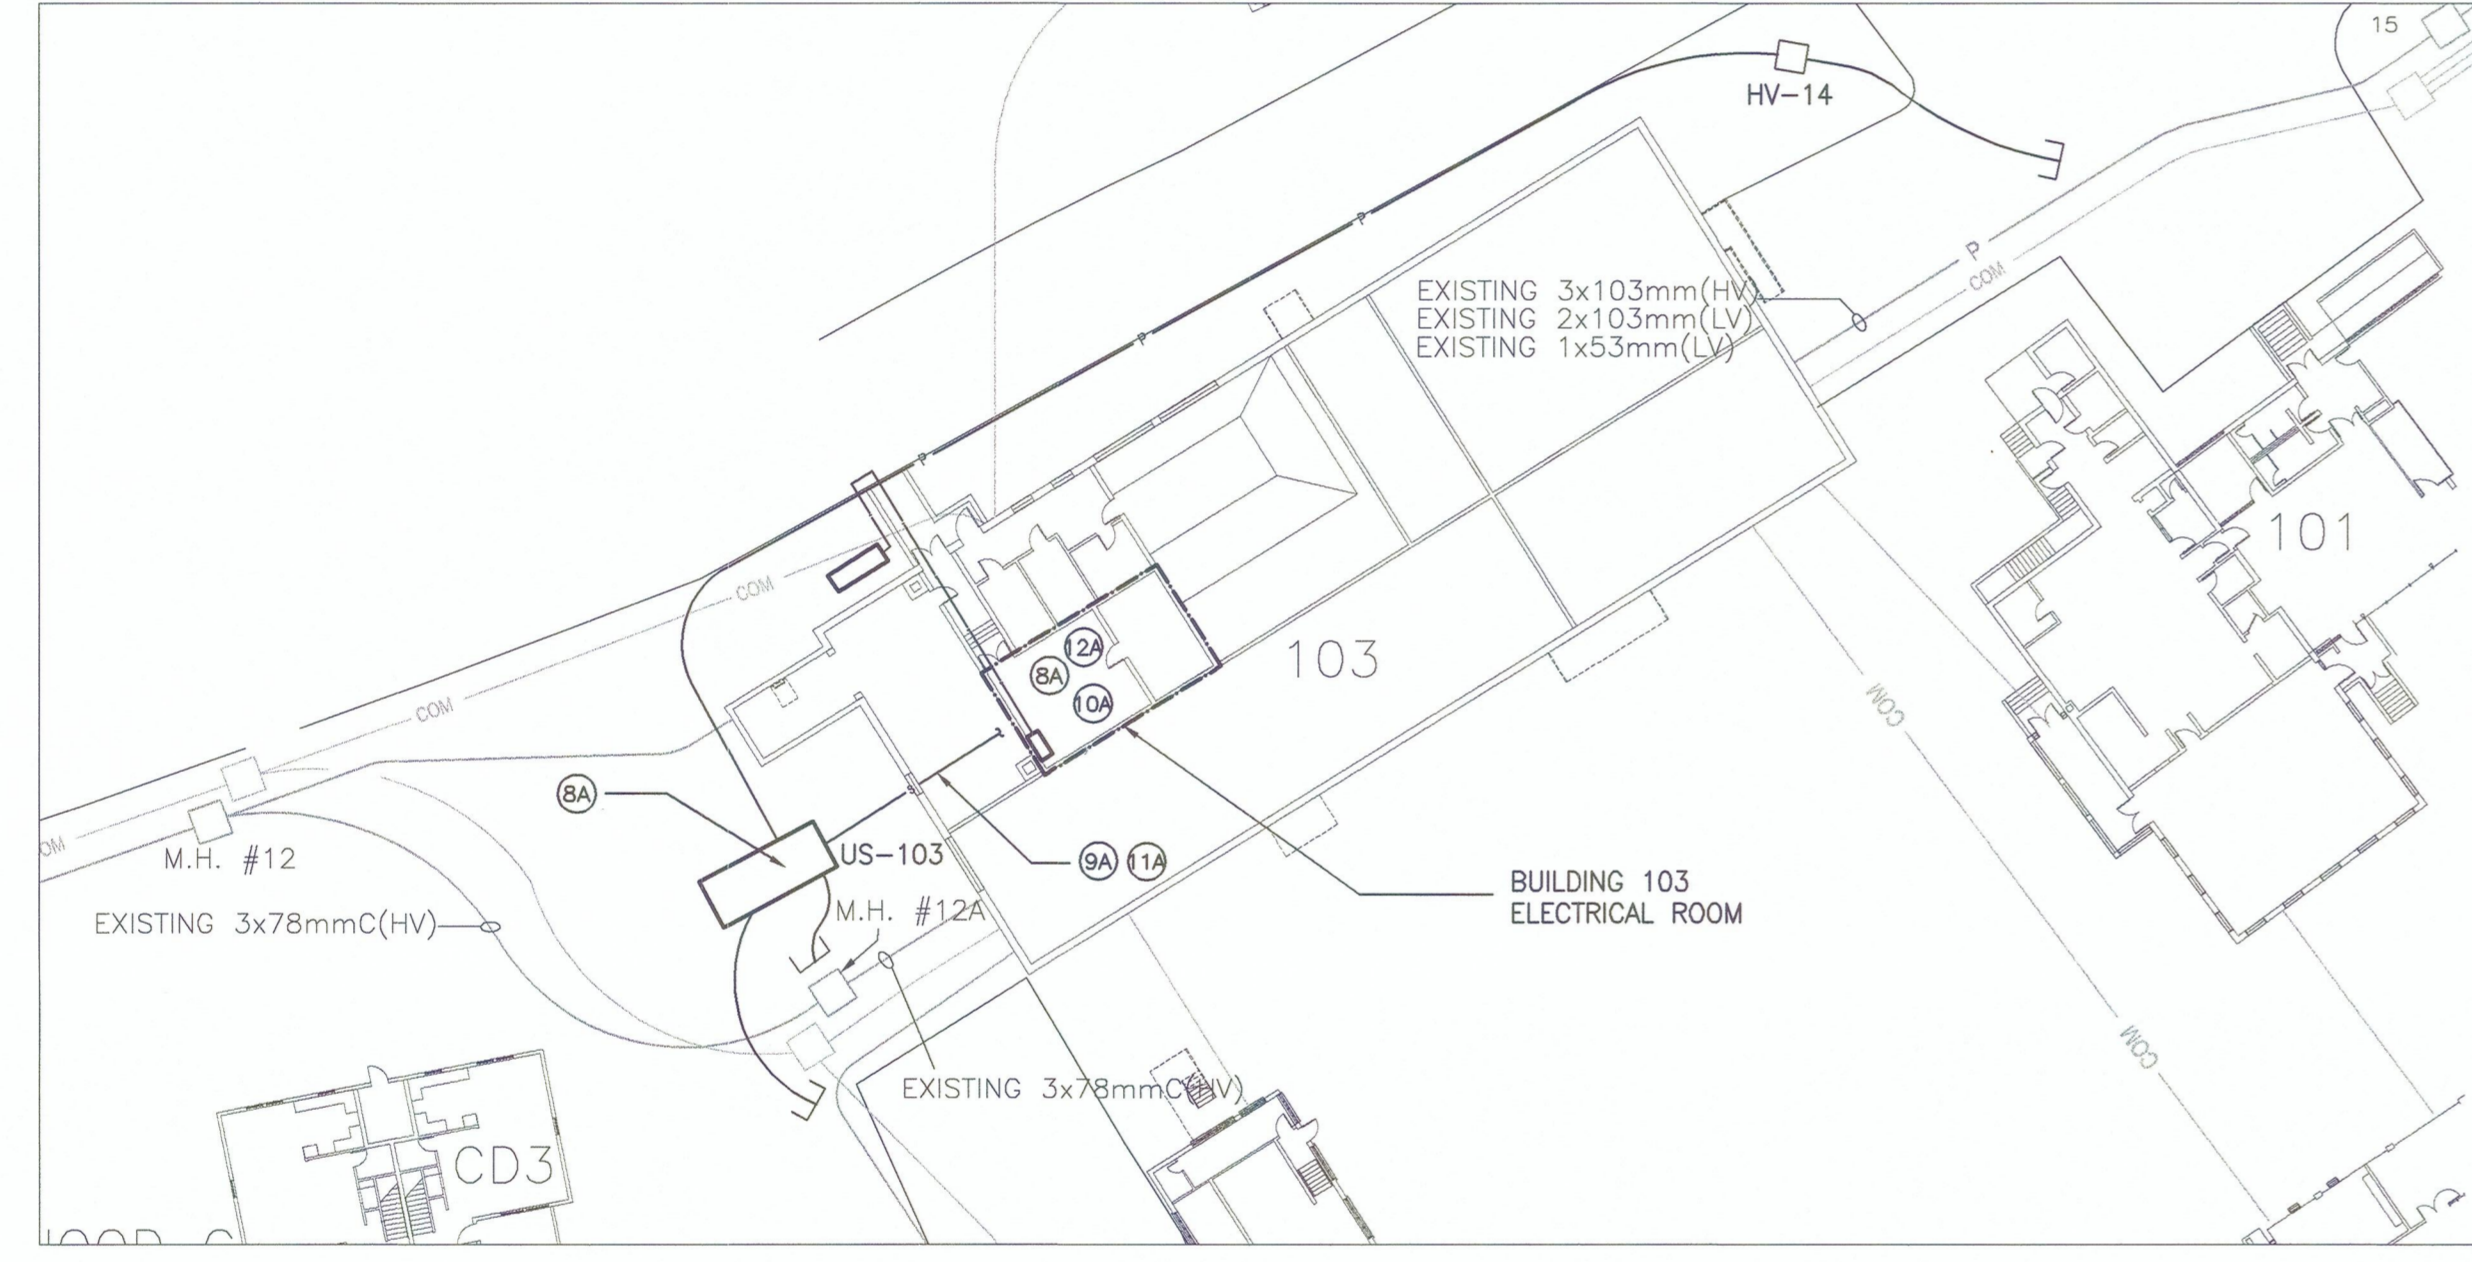 15
HV-14
P
P
P
P
COM
EXISTING 3x103mm(HV)
EXISTING 2x103mm(LV)
EXISTING 1x53mm(LV)
101
COM
12A
103
8A
COM
10A
COM
8A
OM
M.H. #12
US-103
9A 11A
BUILDING 103
ELECTRICAL ROOM
M.H. #12A
EXISTING 3x78mmC(HV)
COM
EXISTING 3x78mmC(HV)
CD3